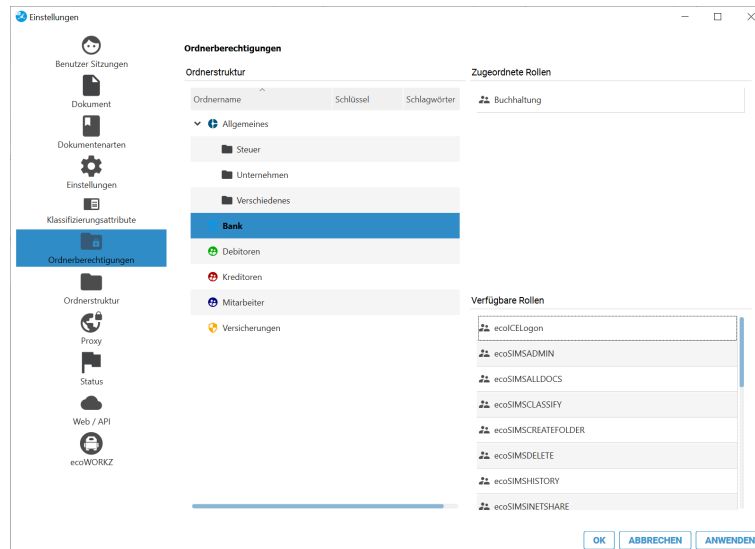 Einstellungen
Benutzer Sitzungen
Dokument
Dokumentenarten
Einstellungen
Klassifizierungsattribute
Ordnerberechtigungen
Ordnerstruktur
Proxy
Status
Web / API
ecoWORKZ
Ordnerberechtigungen
Ordnerstruktur
Ordnername Schlüssel Schlagwörter
Allgemeines
Steuer
Unternehmen
Verschiedenes
Bank
Debitoren
Kreditoren
Mitarbeiter
Versicherungen
Zugeordnete Rollen
Buchhaltung
Verfügbare Rollen
ecoICELogon
ecoSIMSADMIN
ecoSIMSALLDOCS
ecoSIMSCLASSIFY
ecoSIMSCREATEFOLDER
ecoSIMSDELETE
ecoSIMSHISTORY
ecoSIMSINETSHARE
OK ABBRECHEN ANWENDEN